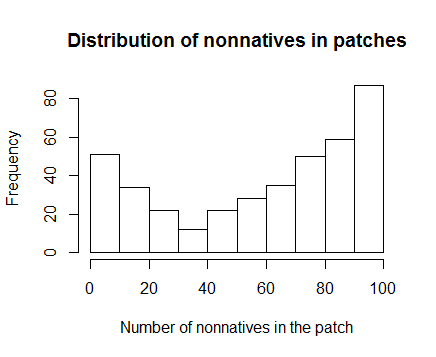 Distribution of nonnatives in patches
Frequency
80
60
40
20
0
0 20 40 60 80 100
Number of nonnatives in the patch